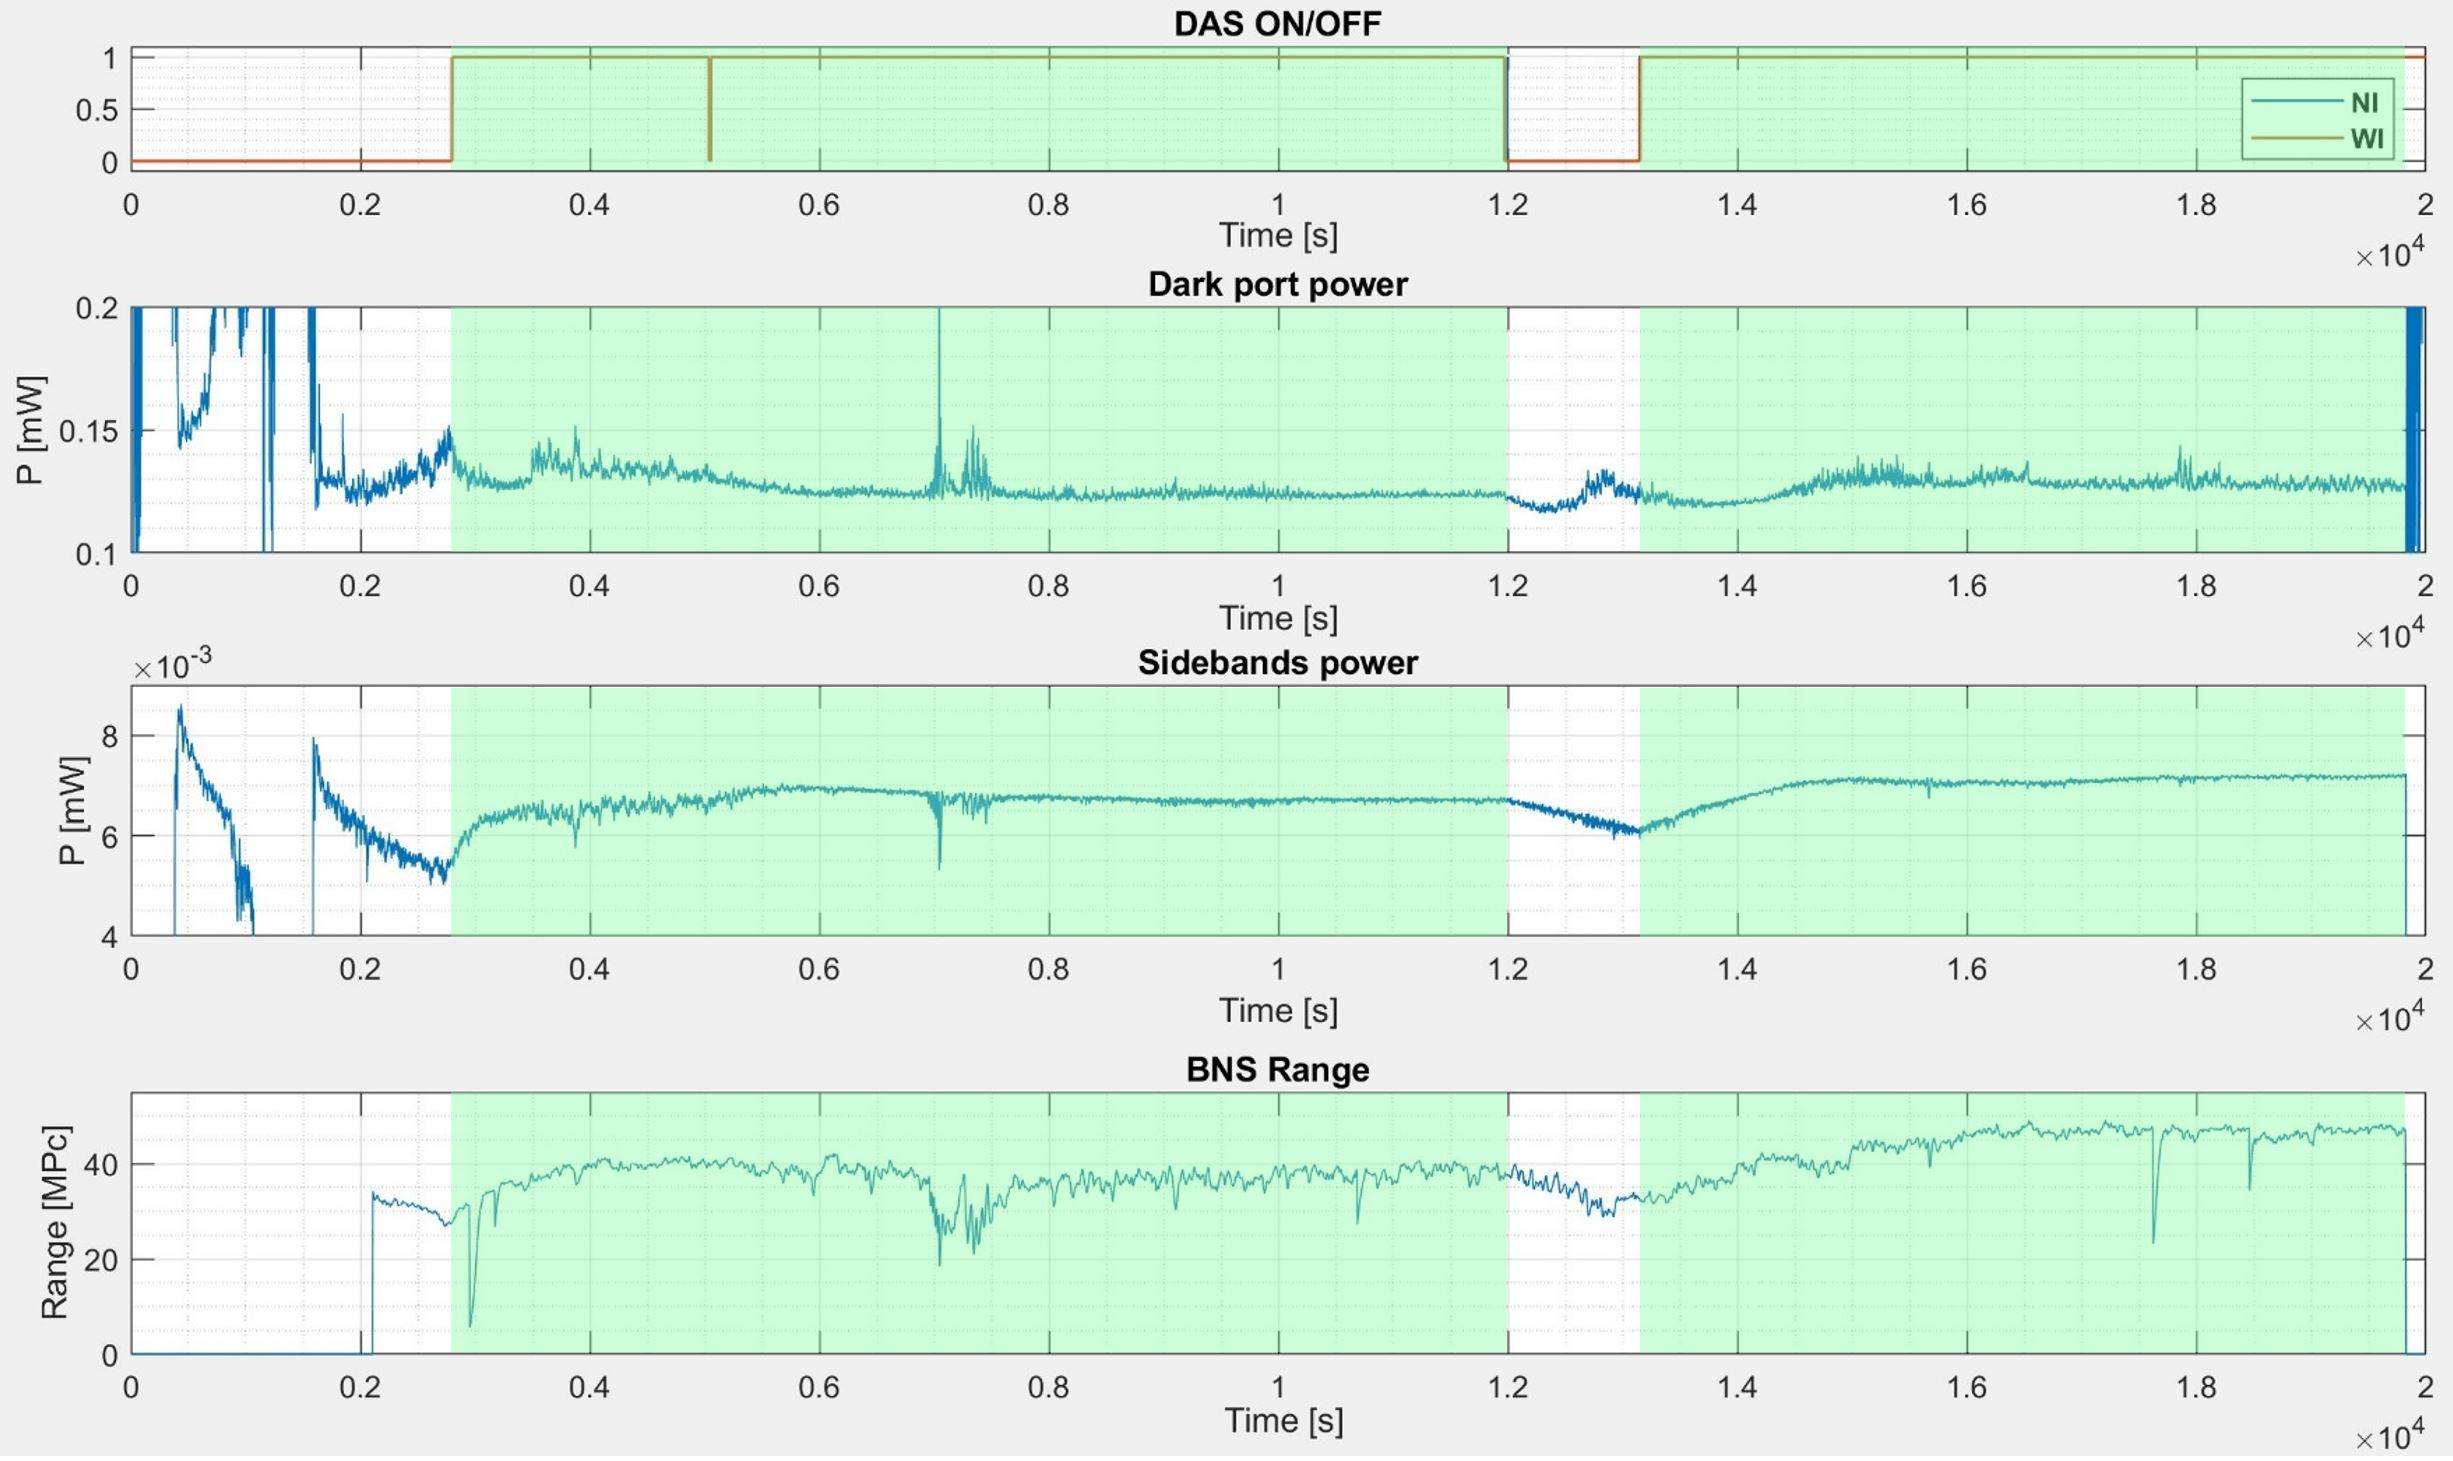 DAS ON/OFF
1
0.5
0
NI
WI
0 0.2 0.4 0.6 0.8 1 1.2 1.4 1.6 1.8 2
Time [s]
×10^4
Dark port power
P [mW]
0.2
0.15
0.1
0 0.2 0.4 0.6 0.8 1 1.2 1.4 1.6 1.8 2
Time [s]
×10^4
×10^-3
Sidebands power
P [mW]
8
6
4
0 0.2 0.4 0.6 0.8 1 1.2 1.4 1.6 1.8 2
Time [s]
×10^4
BNS Range
Range [MPc]
40
20
0
0 0.2 0.4 0.6 0.8 1 1.2 1.4 1.6 1.8 2
Time [s]
×10^4